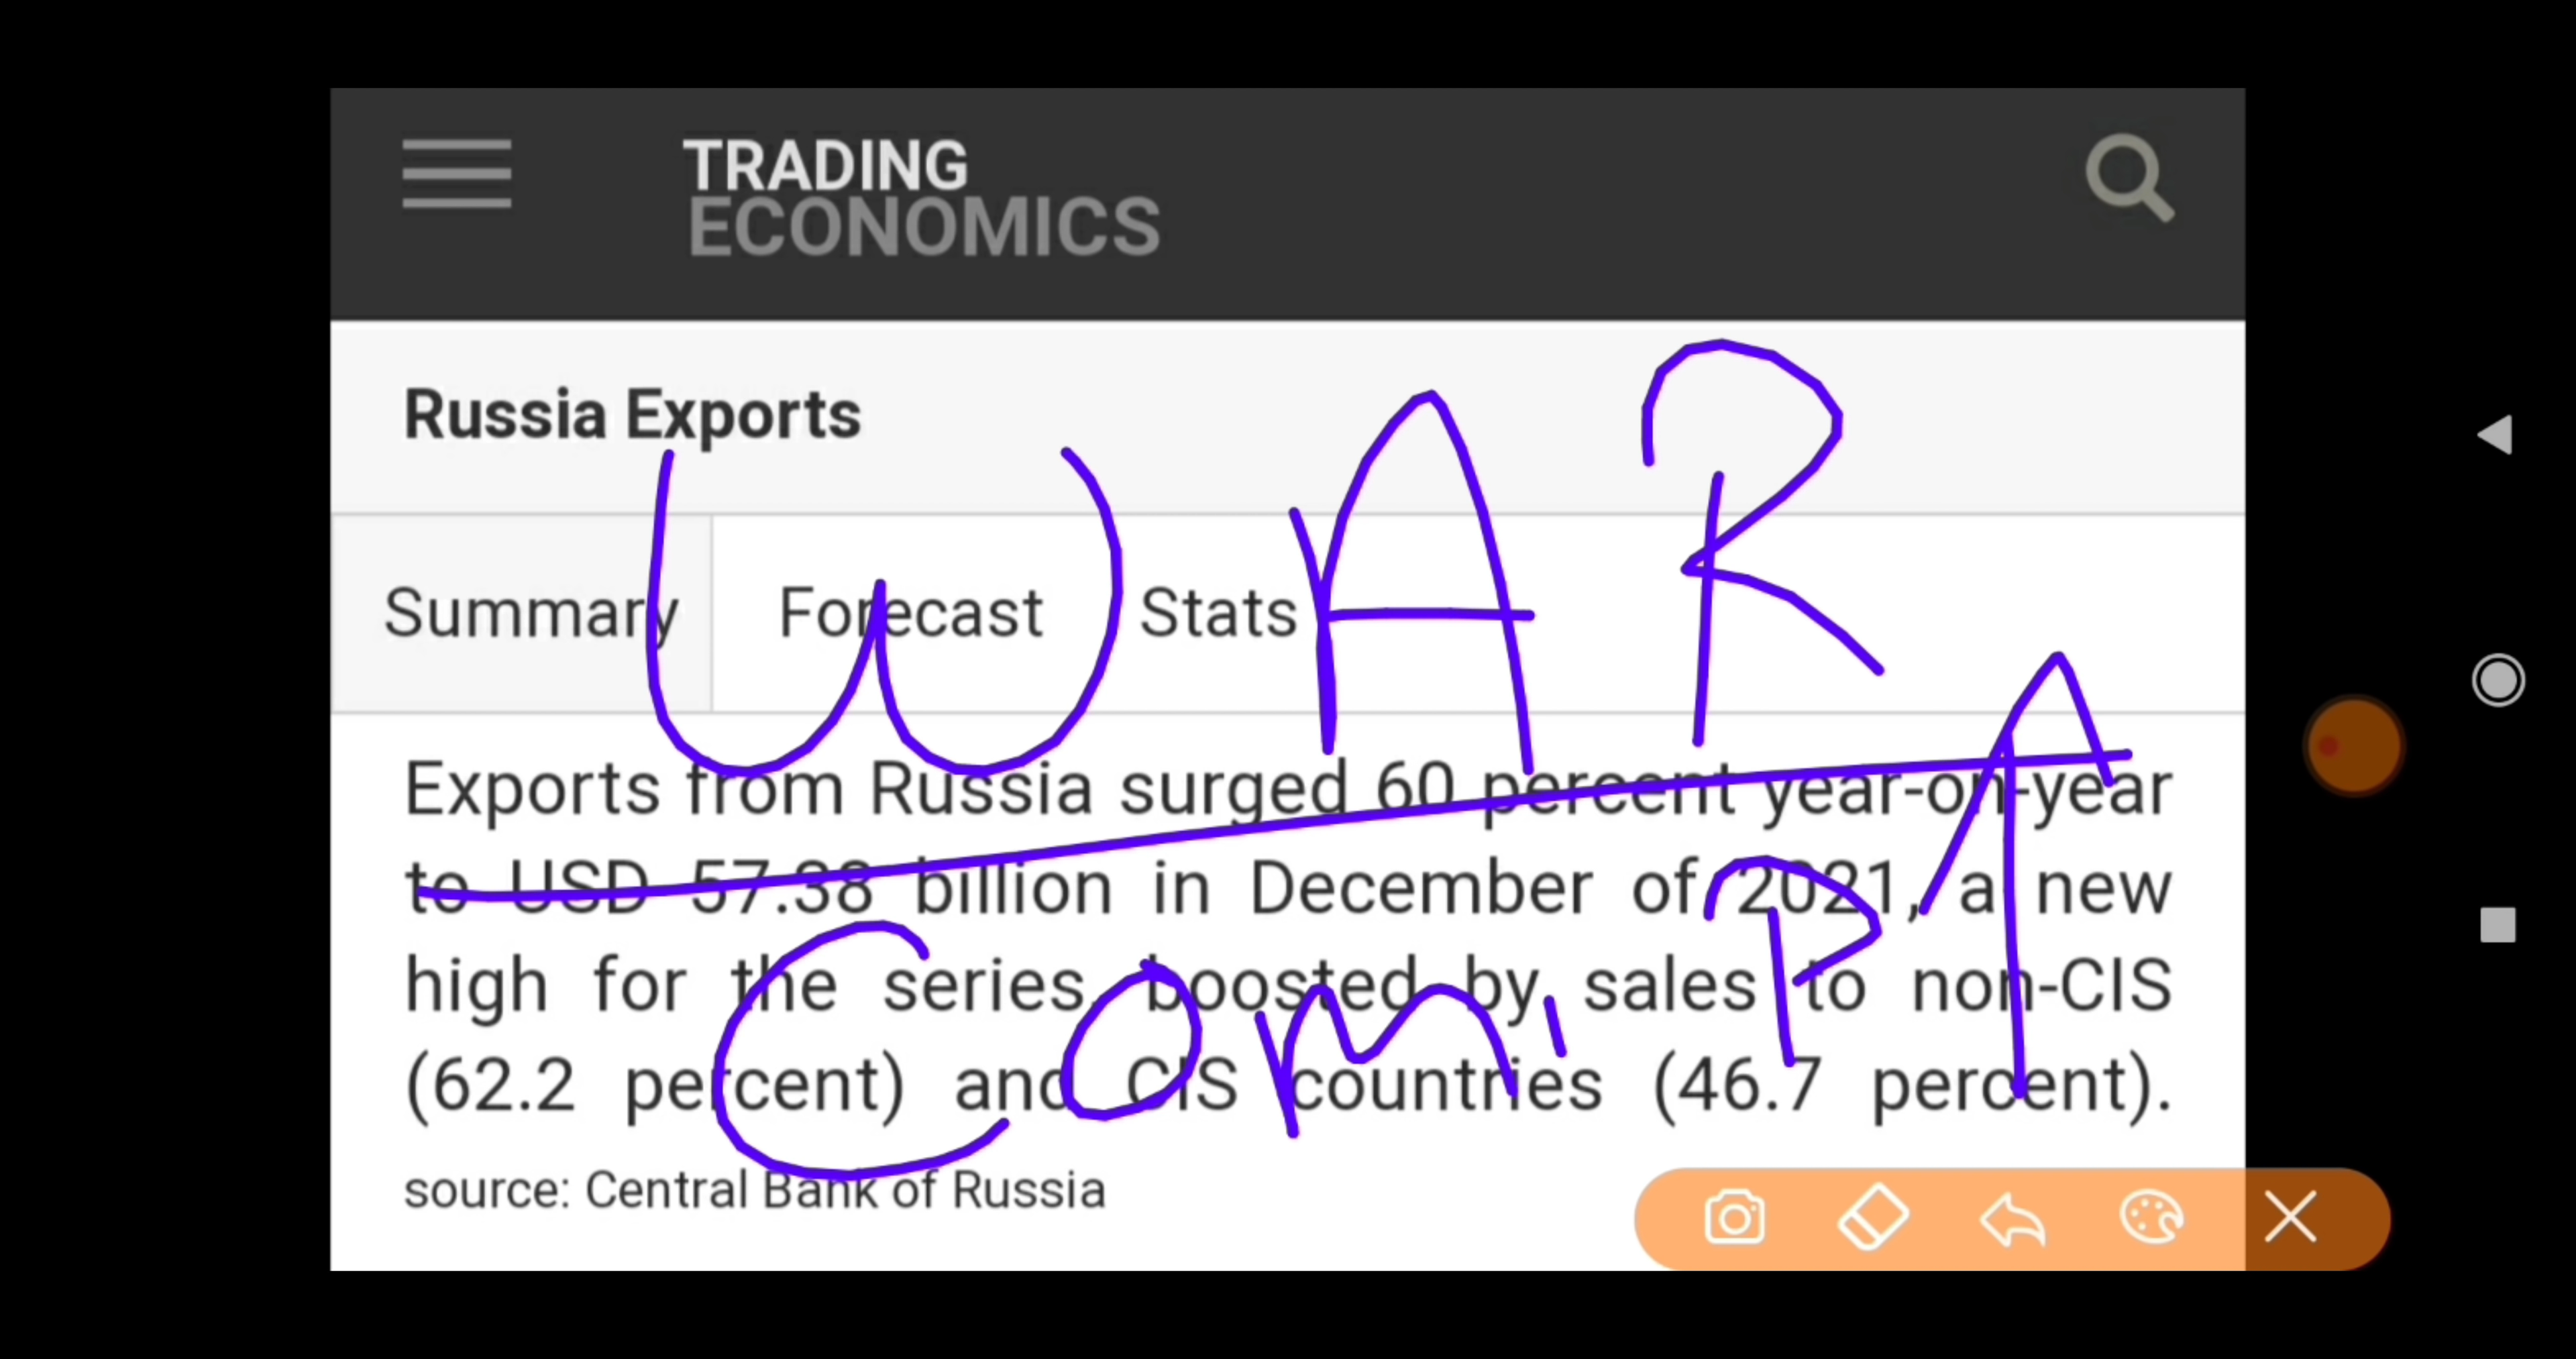 TRADING
ECONOMICS
Russia Exports
WAR
Summary Forecast Stats
Exports from Russia surged 60 percent year-on-year
to USD 57.38 billion in December of 2021, a new
high for the series, boosted by sales to non-CIS
(62.2 percent) and CIS countries (46.7 percent).
source: Central Bank of Russia